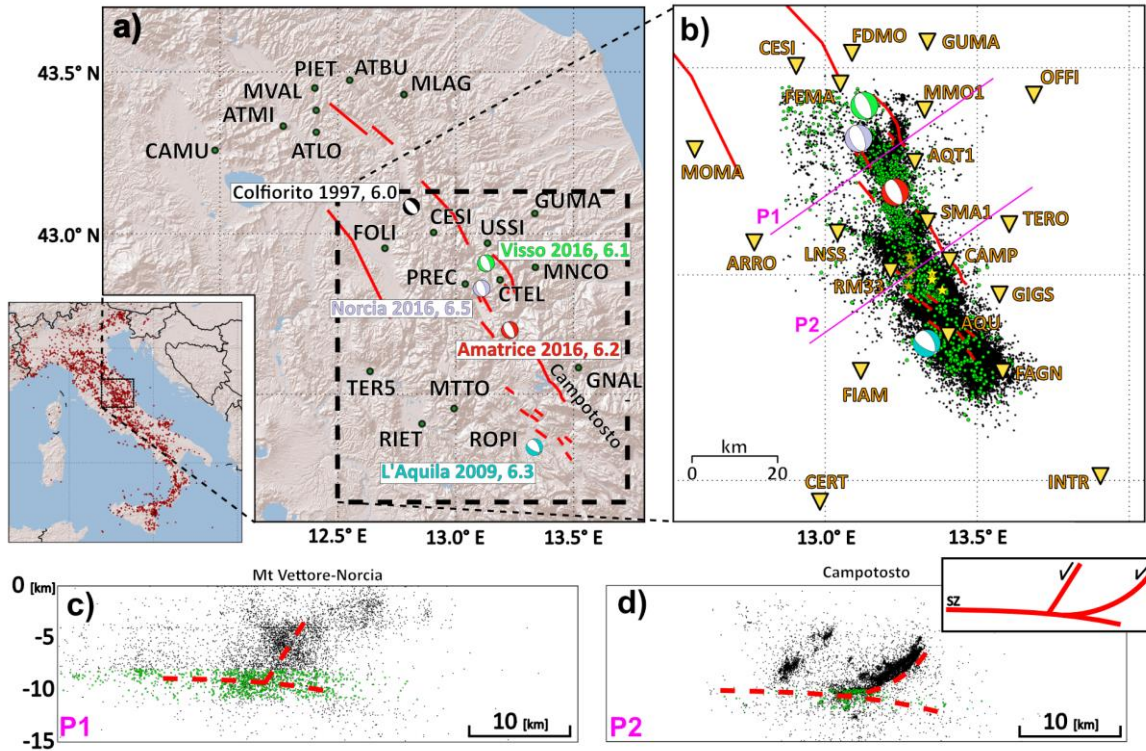 a)
43.5° N
43.0° N
12.5° E
13.0° E
13.5° E
PIET
ATBU
MVAL
MLAG
ATMI
ATLO
CAMU
Colfiorito 1997, 6.0
GUMA
CESI
USSI
FOLI
Visso 2016, 6.1
PREC
MNCO
CTEL
Norcia 2016, 6.5
Amatrice 2016, 6.2
Campotosto
TER5
MTTO
GNAL
RIET
ROPI
L'Aquila 2009, 6.3
b)
FDMO
GUMA
CESI
OFFI
FEMA
MMO1
MOMA
AQT1
P1
SMA1
TERO
LNSS
ARRO
CAMP
RM33
GIGS
P2
AQU
FIAM
FAGN
km
0
20
CERT
INTR
13.0° E
13.5° E
Mt Vettore-Norcia
0 [km]
c)
-5
-10
-15
P1
10 [km]
Campotosto
d)
SZ
✓
✓
P2
10 [km]